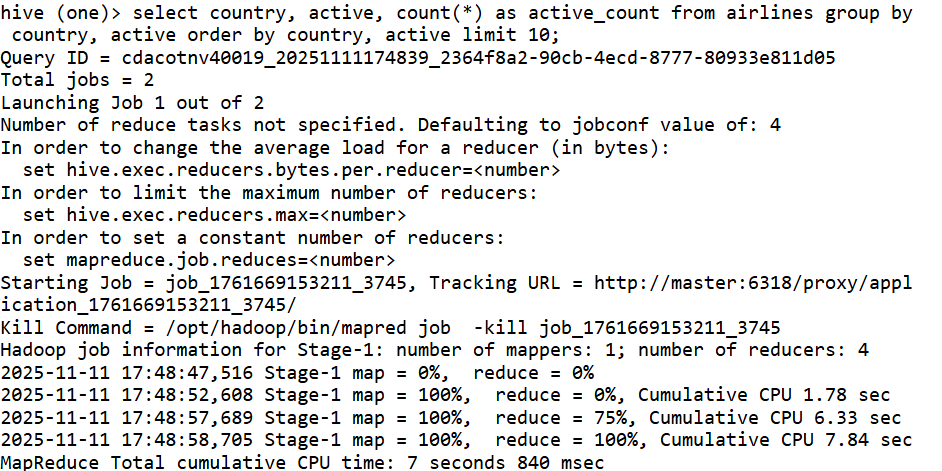 hive (one)> select country, active, count(*) as active_count from airlines group by
 country, active order by country, active limit 10;
Query ID = cdacotnv40019_20251111174839_2364f8a2-90cb-4ecd-8777-80933e811d05
Total jobs = 2
Launching Job 1 out of 2
Number of reduce tasks not specified. Defaulting to jobconf value of: 4
In order to change the average load for a reducer (in bytes):
  set hive.exec.reducers.bytes.per.reducer=<number>
In order to limit the maximum number of reducers:
  set hive.exec.reducers.max=<number>
In order to set a constant number of reducers:
  set mapreduce.job.reduces=<number>
Starting Job = job_1761669153211_3745, Tracking URL = http://master:6318/proxy/appl
ication_1761669153211_3745/
Kill Command = /opt/hadoop/bin/mapred job  -kill job_1761669153211_3745
Hadoop job information for Stage-1: number of mappers: 1; number of reducers: 4
2025-11-11 17:48:47,516 Stage-1 map = 0%,  reduce = 0%
2025-11-11 17:48:52,608 Stage-1 map = 100%,  reduce = 0%, Cumulative CPU 1.78 sec
2025-11-11 17:48:57,689 Stage-1 map = 100%,  reduce = 75%, Cumulative CPU 6.33 sec
2025-11-11 17:48:58,705 Stage-1 map = 100%,  reduce = 100%, Cumulative CPU 7.84 sec
MapReduce Total cumulative CPU time: 7 seconds 840 msec